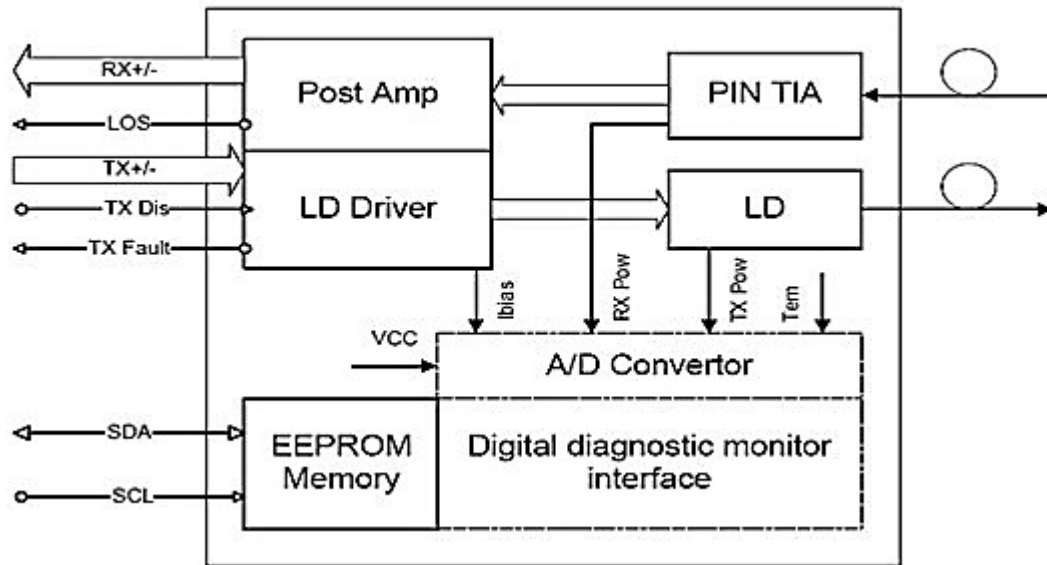 RX+/-
LOS
TX+/-
TX Dis
TX Fault
Post Amp
LD Driver
PIN TIA
LD
Ibias
RX Pow
TX Pow
Tem
VCC
A/D Convertor
SDA
SCL
EEPROM
Memory
Digital diagnostic monitor
interface